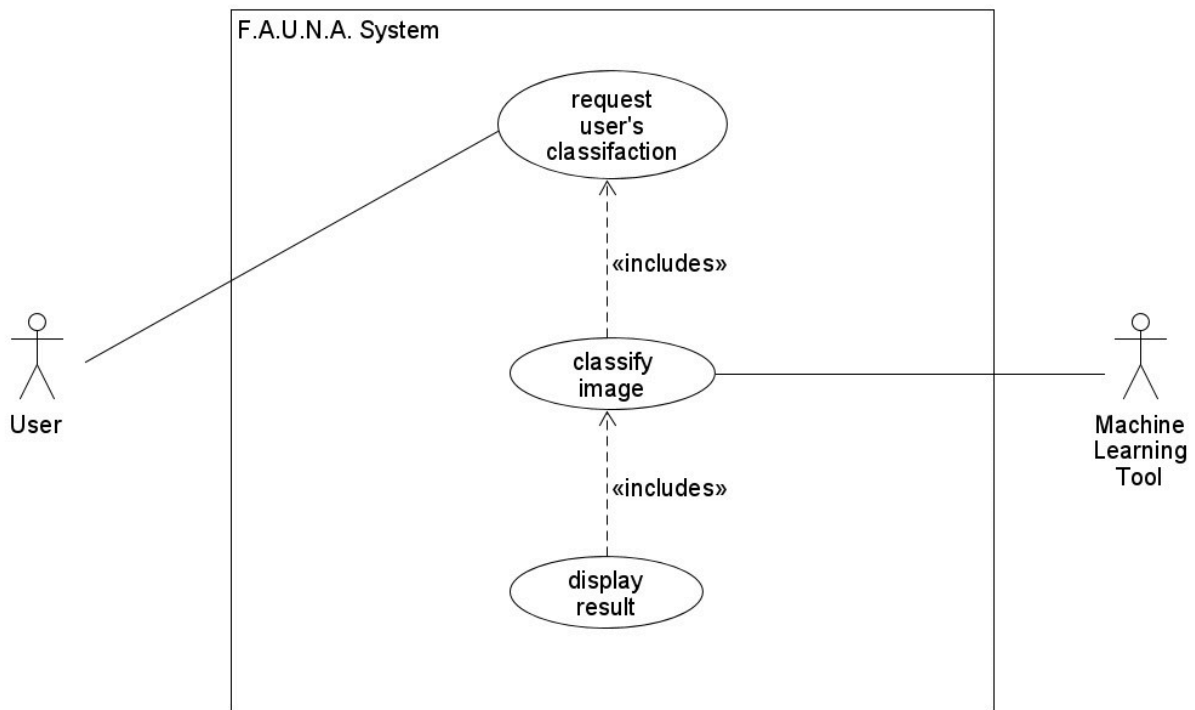 F.A.U.N.A. System
request
user's
classifaction
«includes»
classify
image
User
Machine
Learning
Tool
«includes»
display
result